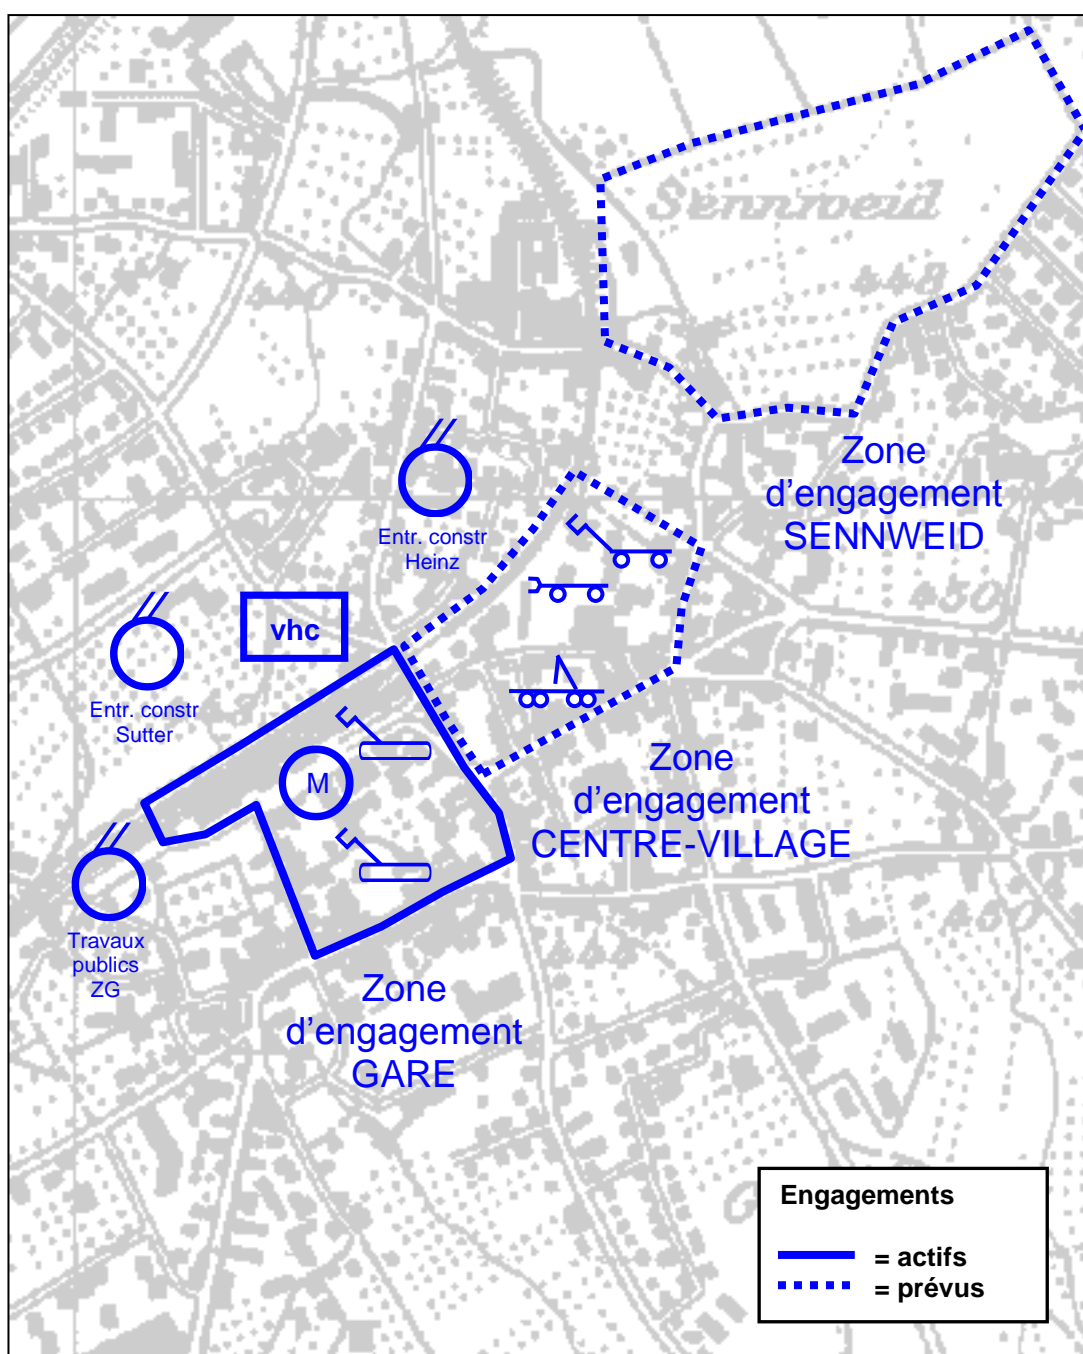 Sennweid
Zone
d'engagement
SENNWEID
Entr. constr
Heinz
vhc
Entr. constr
Sutter
M
Zone
d'engagement
CENTRE-VILLAGE
Travaux
publics
ZG
Zone
d'engagement
GARE
Engagements
= actifs
= prévus